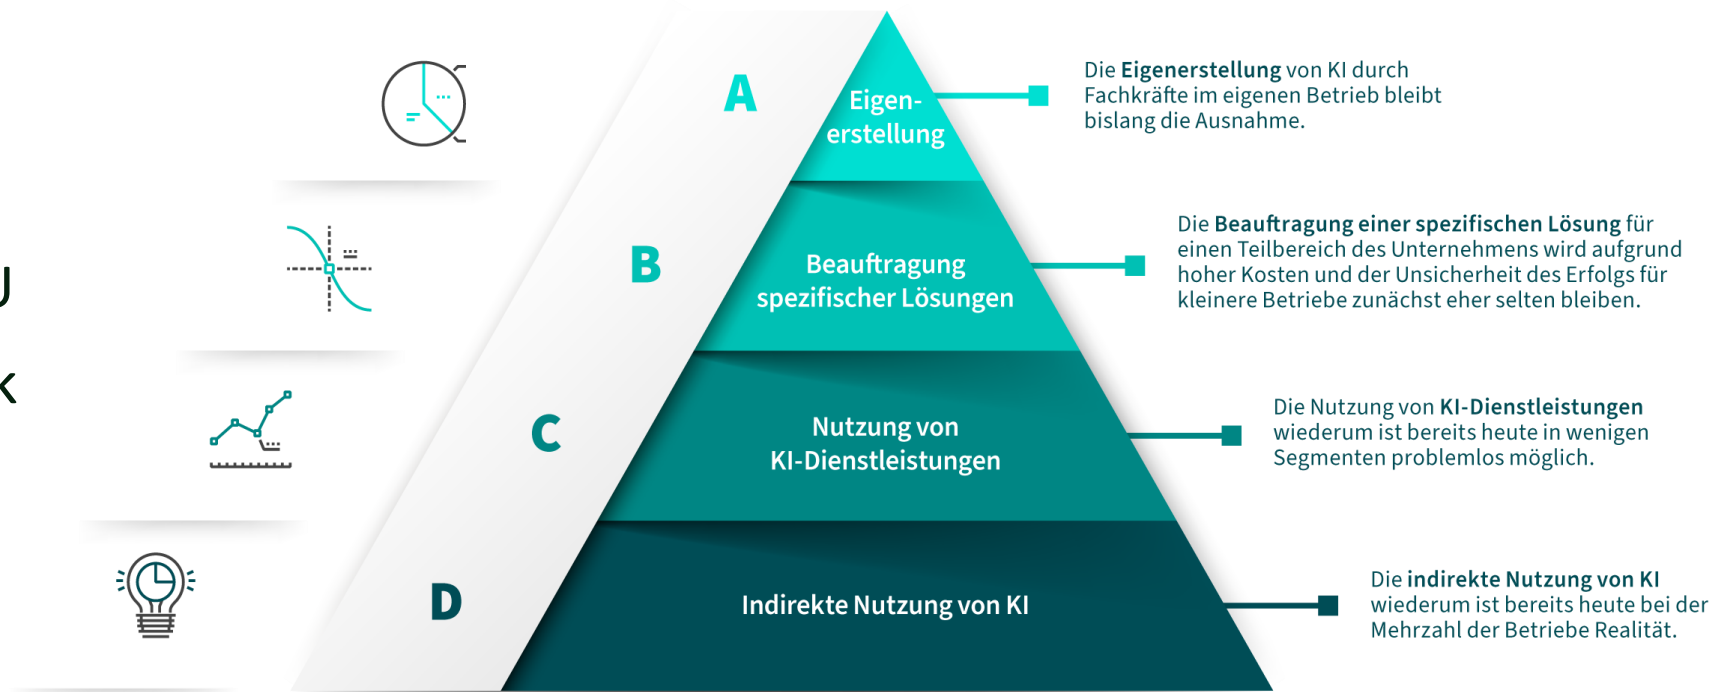 A
Eigen-
erstellung
Die Eigenerstellung von KI durch
Fachkräfte im eigenen Betrieb bleibt
bislang die Ausnahme.
B
Beauftragung
spezifischer Lösungen
Die Beauftragung einer spezifischen Lösung für
einen Teilbereich des Unternehmens wird aufgrund
hoher Kosten und der Unsicherheit des Erfolgs für
kleinere Betriebe zunächst eher selten bleiben.
C
Nutzung von
KI-Dienstleistungen
Die Nutzung von KI-Dienstleistungen
wiederum ist bereits heute in wenigen
Segmenten problemlos möglich.
D
Indirekte Nutzung von KI
Die indirekte Nutzung von KI
wiederum ist bereits heute bei der
Mehrzahl der Betriebe Realität.